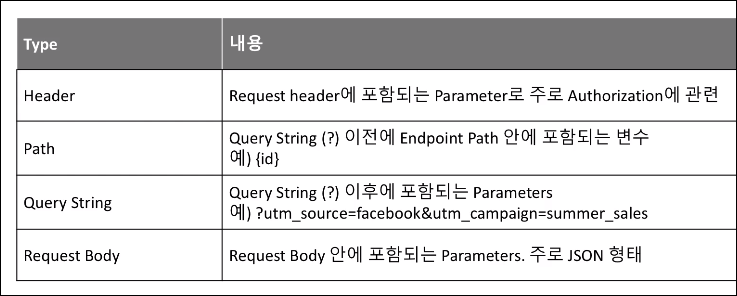 Type 내용
Header Request header에 포함되는 Parameter로 주로 Authorization에 관련
Path Query String (?) 이전에 Endpoint Path 안에 포함되는 변수
예) {id}
Query String Query String (?) 이후에 포함되는 Parameters
예) ?utm_source=facebook&utm_campaign=summer_sales
Request Body Request Body 안에 포함되는 Parameters. 주로 JSON 형태